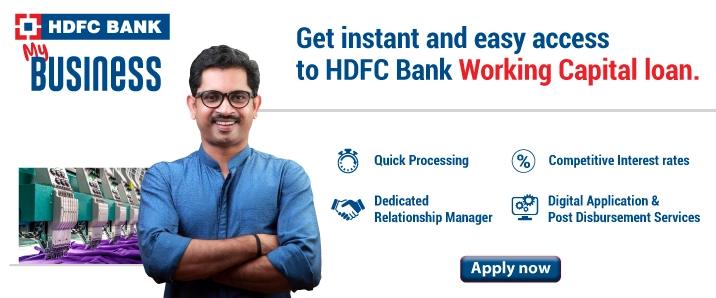 HDFC BANK
My
BUSINESS
Get instant and easy access
to HDFC Bank Working Capital loan.
Quick Processing
% Competitive Interest rates
Dedicated
Relationship Manager
Digital Application &
Post Disbursement Services
Apply now